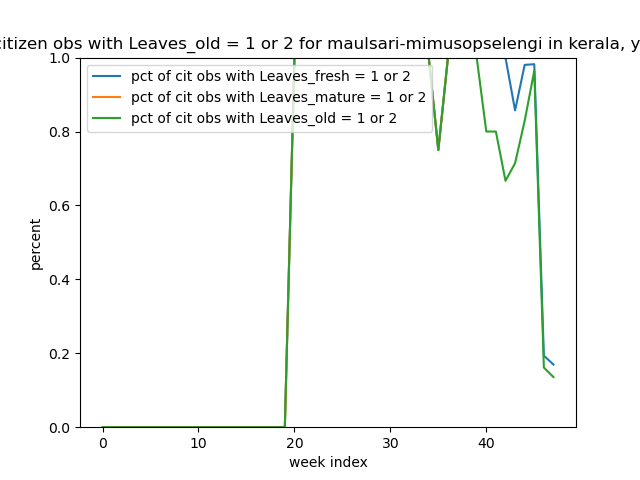 citizen obs with Leaves_old = 1 or 2 for maulsari-mimusopselengi in kerala, y
pct of cit obs with Leaves_fresh = 1 or 2
pct of cit obs with Leaves_mature = 1 or 2
pct of cit obs with Leaves_old = 1 or 2
1.0
0.8
0.6
0.4
0.2
0.0
percent
0 10 20 30 40
week index